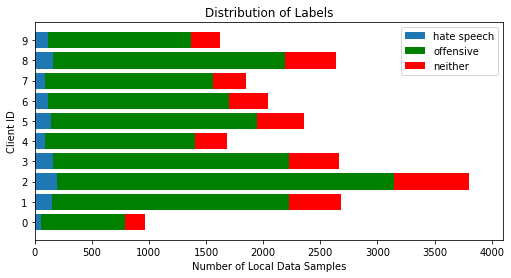 Distribution of Labels
hate speech
offensive
neither
Client ID
9
8
7
6
5
4
3
2
1
0
0 500 1000 1500 2000 2500 3000 3500 4000
Number of Local Data Samples